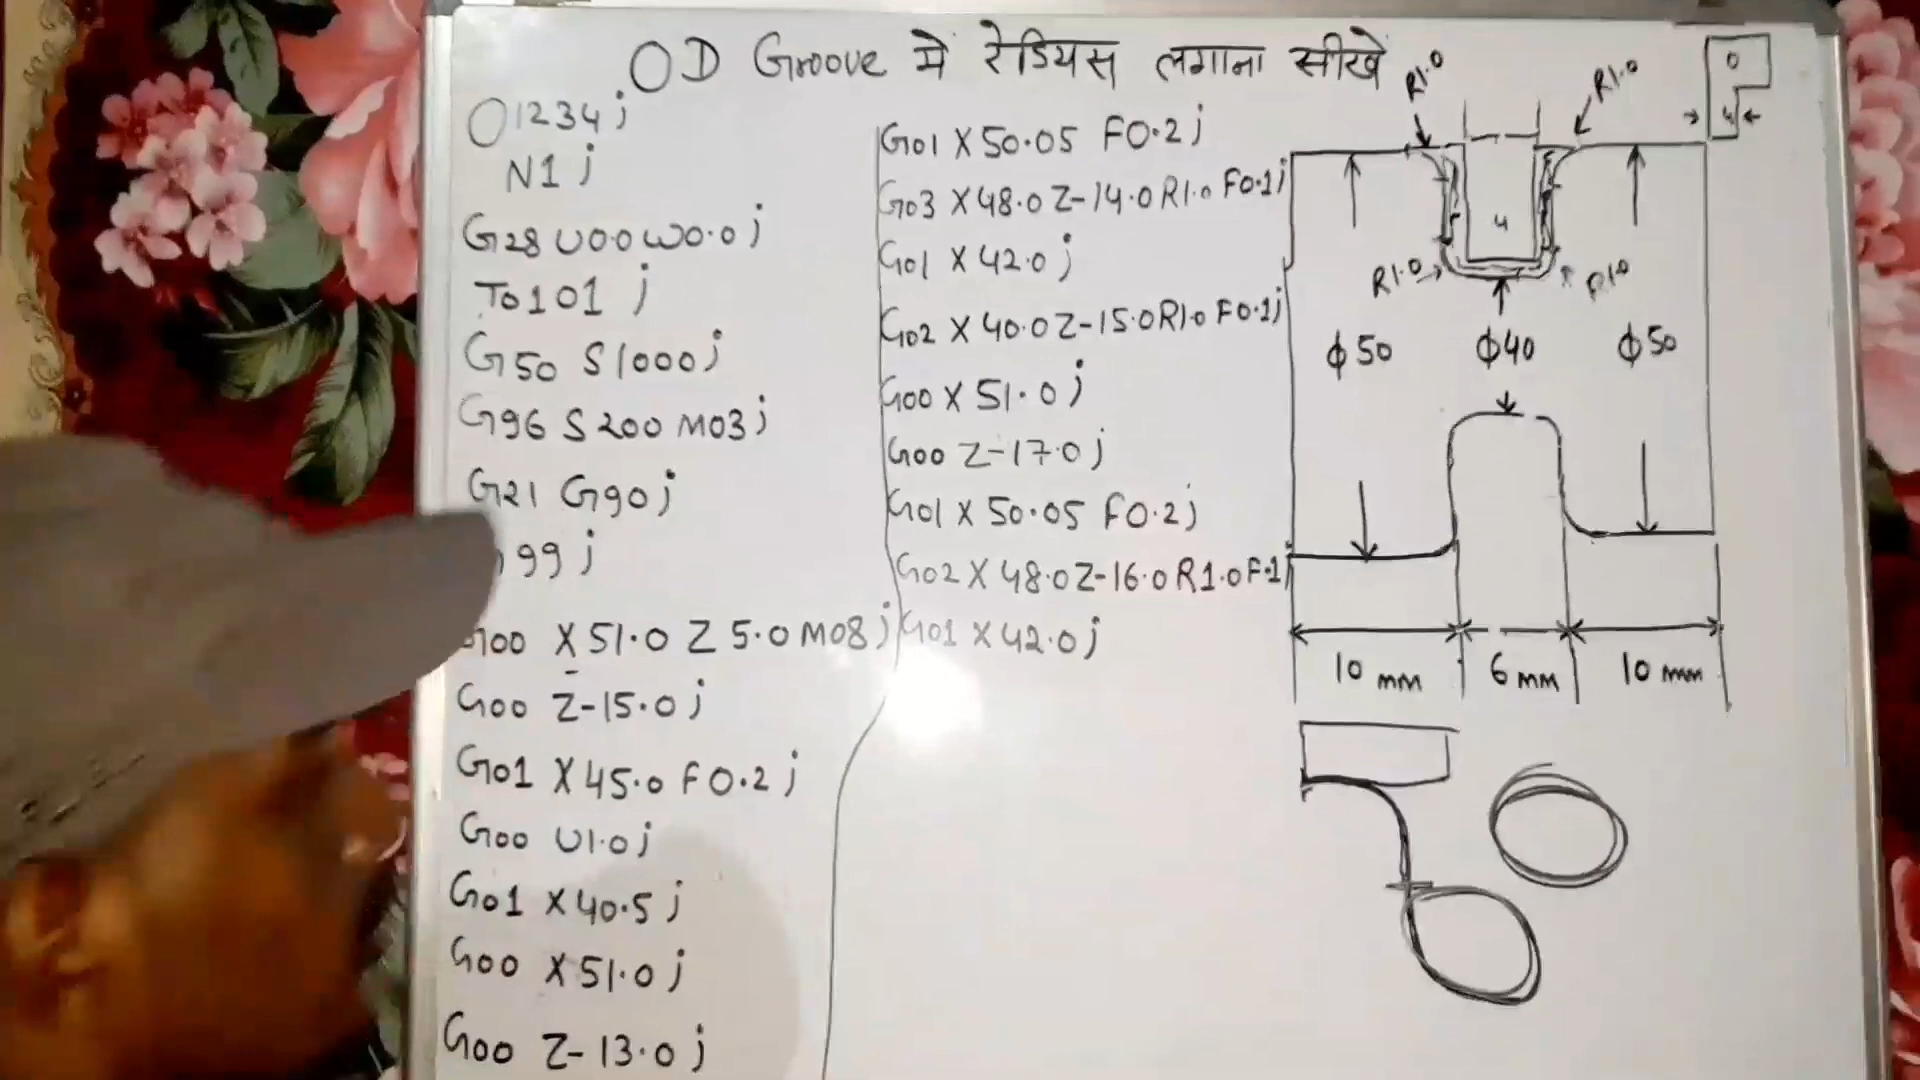 OD Groove में रेडियस लगाना सीखे
O1234;
N1;
G28 U0.0 W0.0;
T0101;
G50 S1000;
G96 S200 M03;
G21 G90;
99;
G00 X51.0 Z5.0 M08;
G00 Z-15.0;
G01 X45.0 F0.2;
G00 U1.0;
G01 X40.5;
G00 X51.0;
G00 Z-13.0;
G01 X50.05 F0.2;
G03 X48.0 Z-14.0 R1.0 F0.1;
G01 X42.0;
G02 X40.0 Z-15.0 R1.0 F0.1;
G00 X51.0;
G00 Z-17.0;
G01 X50.05 F0.2;
G02 X48.0 Z-16.0 R1.0 F.1;
G01 X42.0;
R1.0
R1.0
4
4
R1.0
R1.0
ϕ50
ϕ40
ϕ50
10 mm
6 mm
10 mm